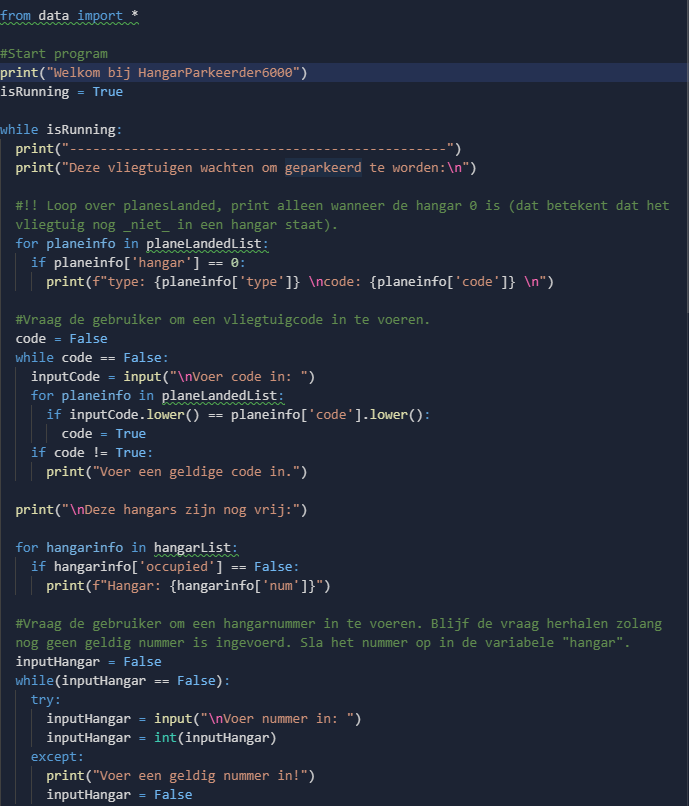 from data import *
#Start program
print("Welkom bij HangarParkeerder6000")
isRunning = True
while isRunning:
  print("-------------------------------------------------")
  print("Deze vliegtuigen wachten om geparkeerd te worden:\n")
  #!! Loop over planesLanded, print alleen wanneer de hangar 0 is (dat betekent dat het
  vliegtuig nog _niet_ in een hangar staat).
  for planeinfo in planeLandedList:
    if planeinfo['hangar'] == 0:
      print(f"type: {planeinfo['type']} \ncode: {planeinfo['code']} \n")
  #Vraag de gebruiker om een vliegtuigcode in te voeren.
  code = False
  while code == False:
    inputCode = input("\nVoer code in: ")
    for planeinfo in planeLandedList:
      if inputCode.lower() == planeinfo['code'].lower():
        code = True
    if code != True:
      print("Voer een geldige code in.")
  print("\nDeze hangars zijn nog vrij:")
  for hangarinfo in hangarList:
    if hangarinfo['occupied'] == False:
      print(f"Hangar: {hangarinfo['num']}")
  #Vraag de gebruiker om een hangarnummer in te voeren. Blijf de vraag herhalen zolang
  nog geen geldig nummer is ingevoerd. Sla het nummer op in de variabele "hangar".
  inputHangar = False
  while(inputHangar == False):
    try:
      inputHangar = input("\nVoer nummer in: ")
      inputHangar = int(inputHangar)
    except:
      print("Voer een geldig nummer in!")
      inputHangar = False